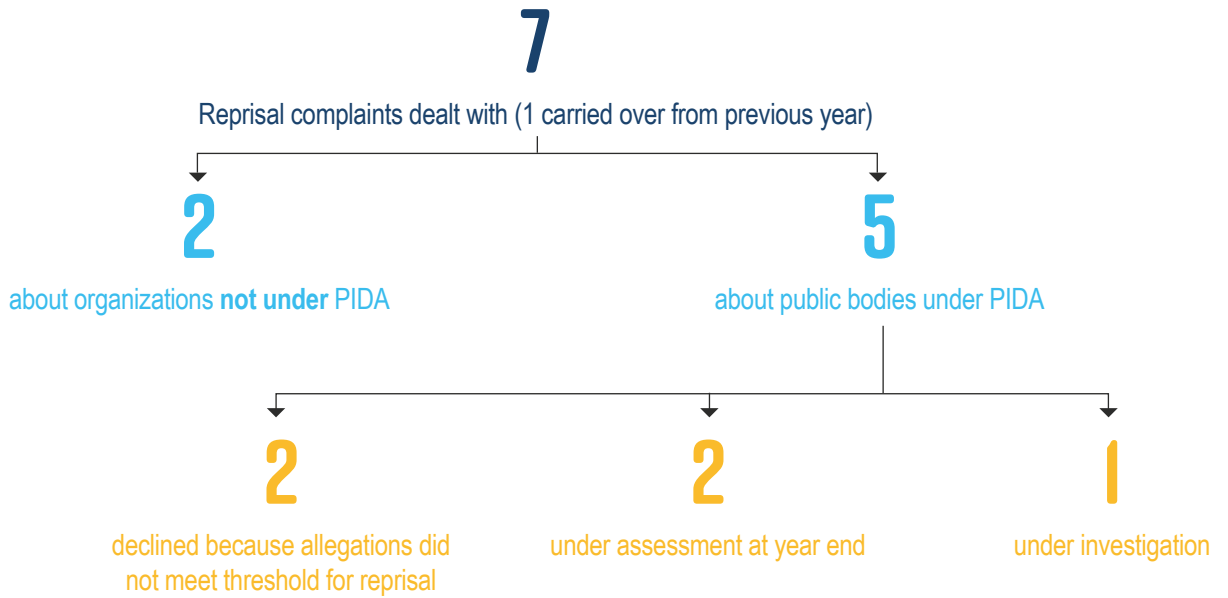 7
Reprisal complaints dealt with (1 carried over from previous year)
2
about organizations not under PIDA
5
about public bodies under PIDA
2
declined because allegations did
not meet threshold for reprisal
2
under assessment at year end
1
under investigation